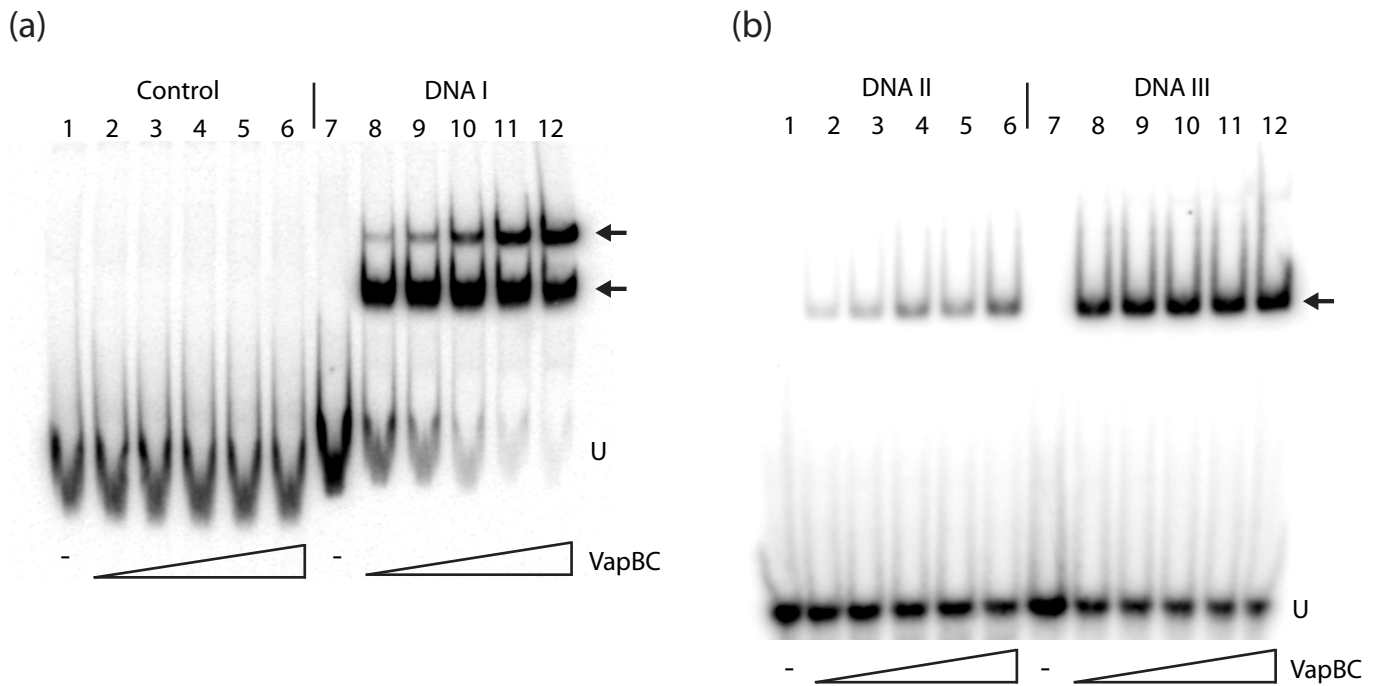 (a)
Control DNA I
1 2 3 4 5 6 7 8 9 10 11 12
U
- - VapBC
(b)
DNA II DNA III
1 2 3 4 5 6 7 8 9 10 11 12
U
- - VapBC